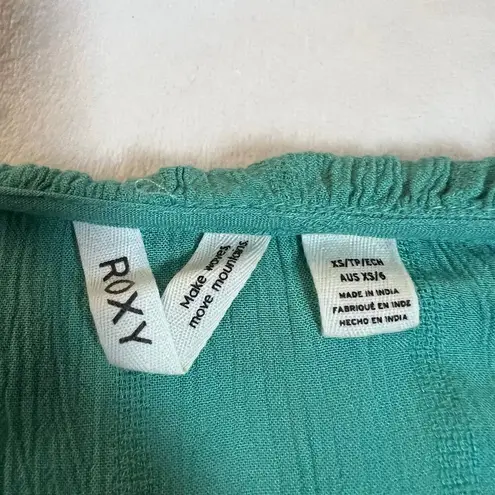 ROXY
Make waves,
move mountains.
XS/TP/ECH
AUS XS/6
MADE IN INDIA
FABRIQUÉ EN INDE
HECHO EN INDIA